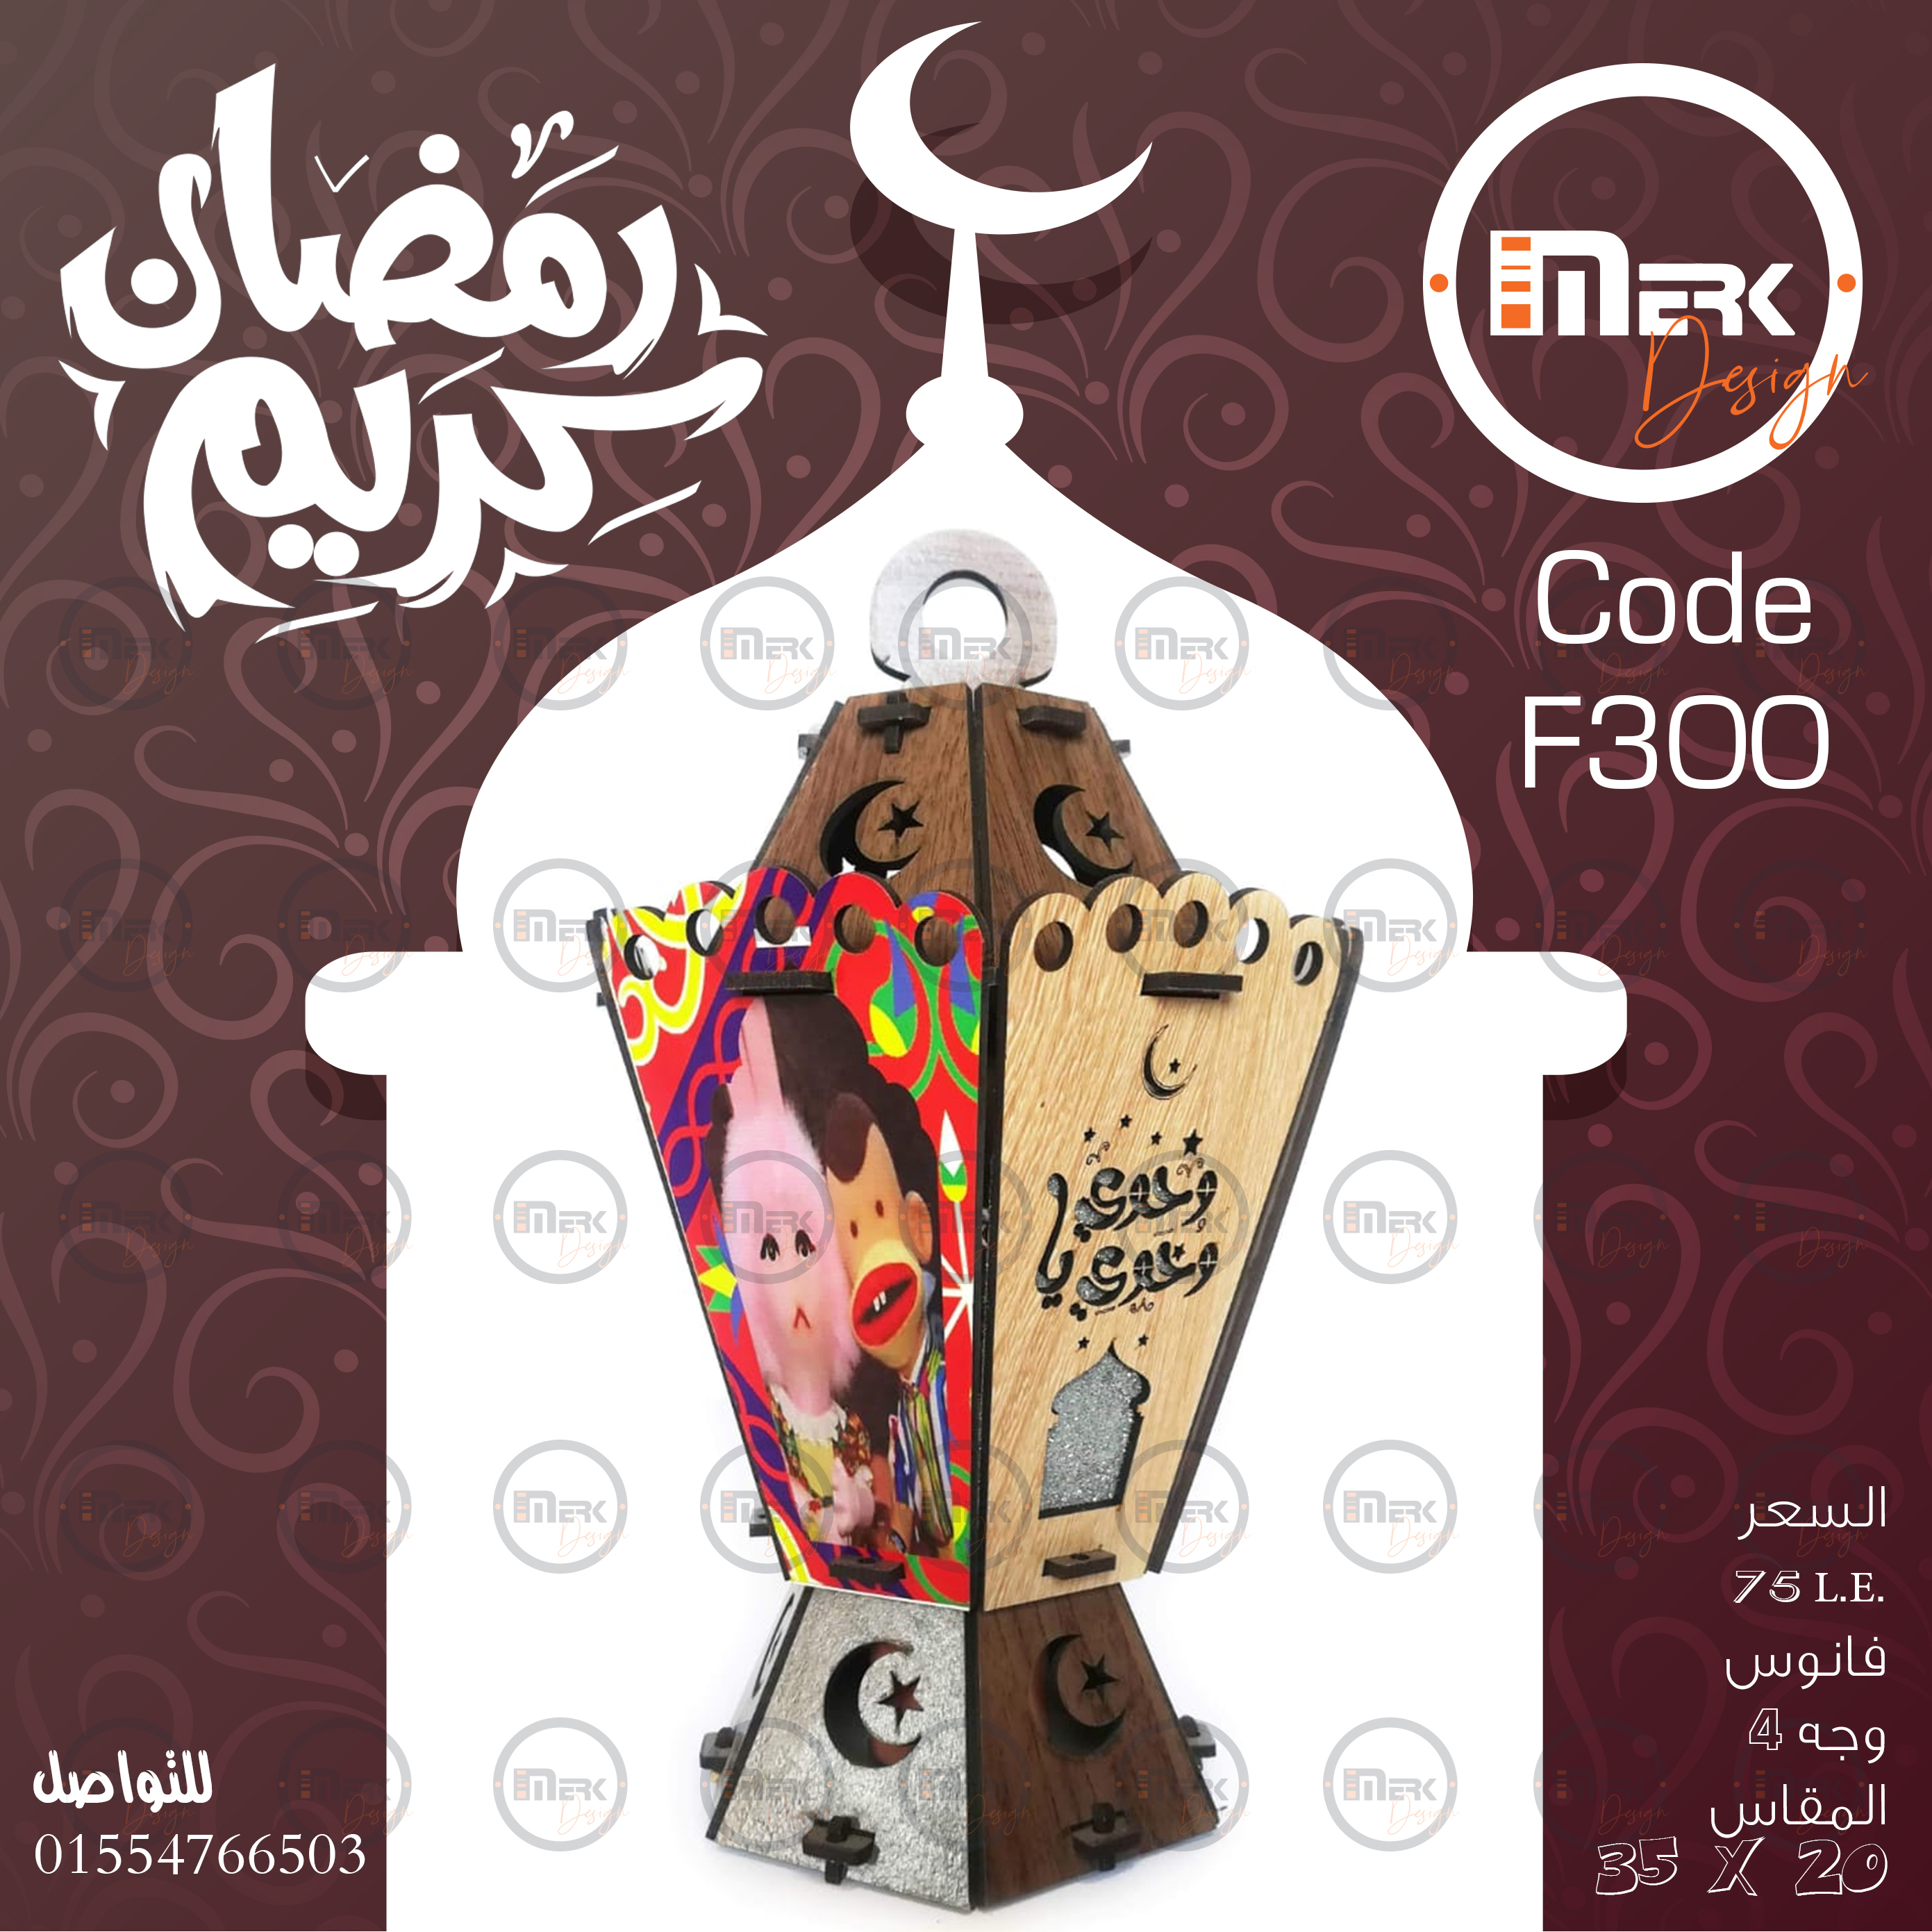 رمضان
كريم
MERK
Design
Code
F300
وحوي يا
وحوي يا
السعر
75 L.E.
فانوس
4 وجه
المقاس
35 X 20
للتواصل
01554766503